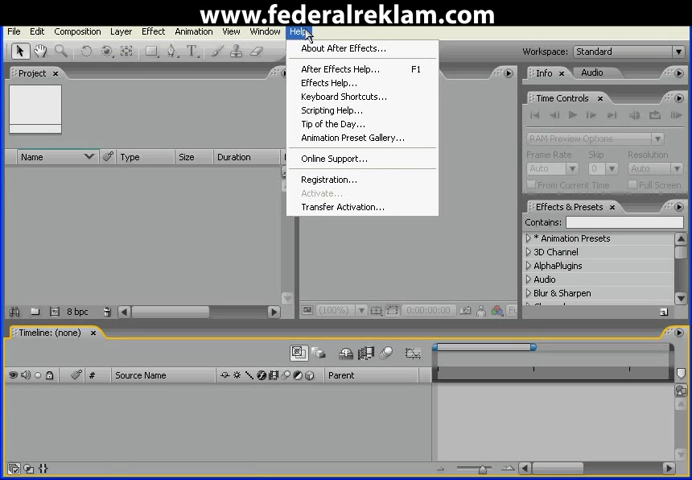 www.federalreklam.com
File Edit Composition Layer Effect Animation View Window Help
About After Effects...
After Effects Help... F1
Effects Help...
Keyboard Shortcuts...
Scripting Help...
Tip of the Day...
Animation Preset Gallery...
Online Support...
Registration...
Activate...
Transfer Activation...
Workspace: Standard
Project
Name Type Size Duration
8 bpc
(100%) 0:00:00:00
Info Audio
Time Controls
RAM Preview Options
Frame Rate Skip Resolution
Auto 0 Auto
From Current Time Full Screen
Effects & Presets
Contains:
* Animation Presets
3D Channel
AlphaPlugins
Audio
Blur & Sharpen
Timeline: (none)
# Source Name Parent